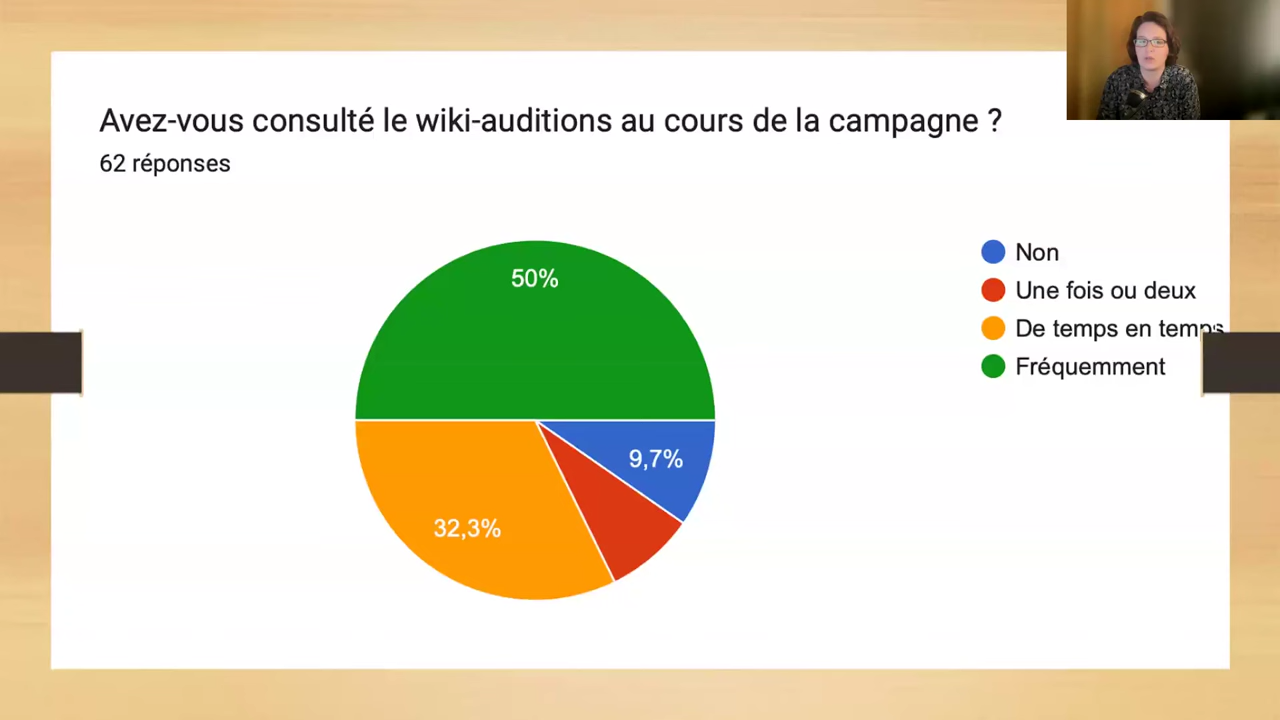 Avez-vous consulté le wiki-auditions au cours de la campagne ?
62 réponses
50%
9,7%
32,3%
Non
Une fois ou deux
De temps en temps
Fréquemment